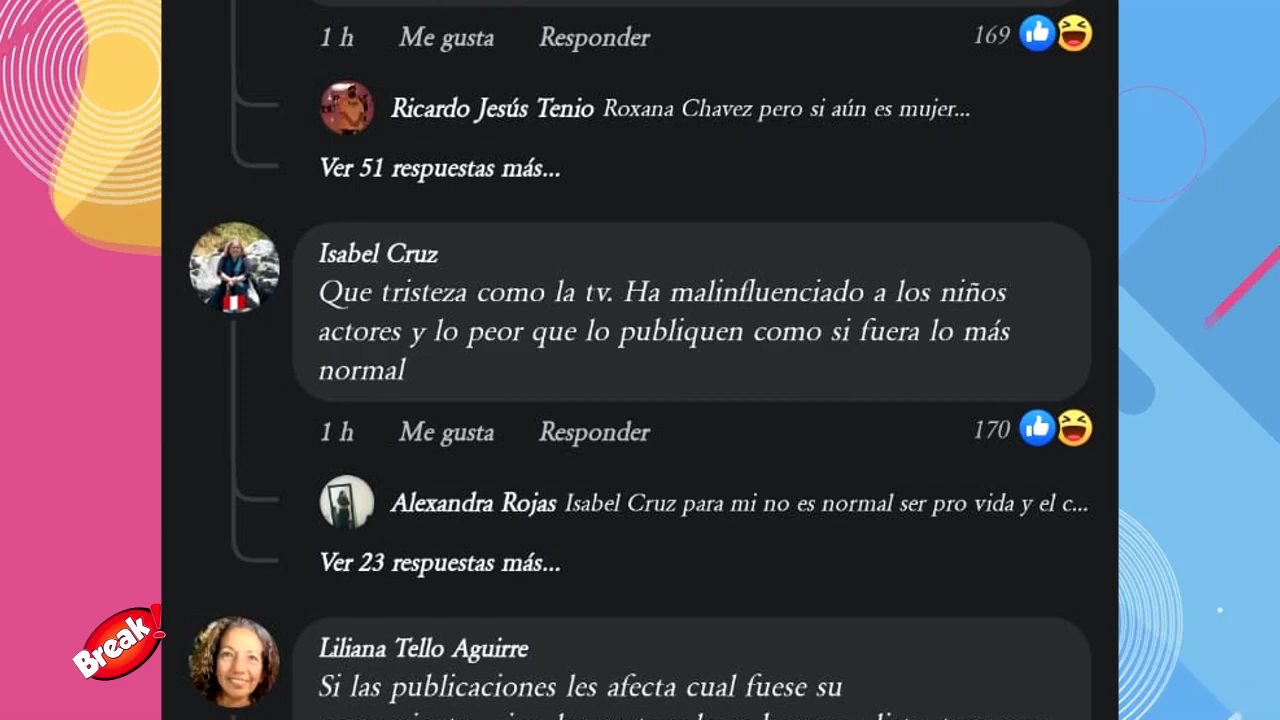 1 h Me gusta Responder 169
Ricardo Jesús Tenio Roxana Chavez pero si aún es mujer...
Ver 51 respuestas más...
Isabel Cruz
Que tristeza como la tv. Ha malinfluenciado a los niños
actores y lo peor que lo publiquen como si fuera lo más
normal
1 h Me gusta Responder 170
Alexandra Rojas Isabel Cruz para mi no es normal ser pro vida y el c...
Ver 23 respuestas más...
Break!
Liliana Tello Aguirre
Si las publicaciones les afecta cual fuese su